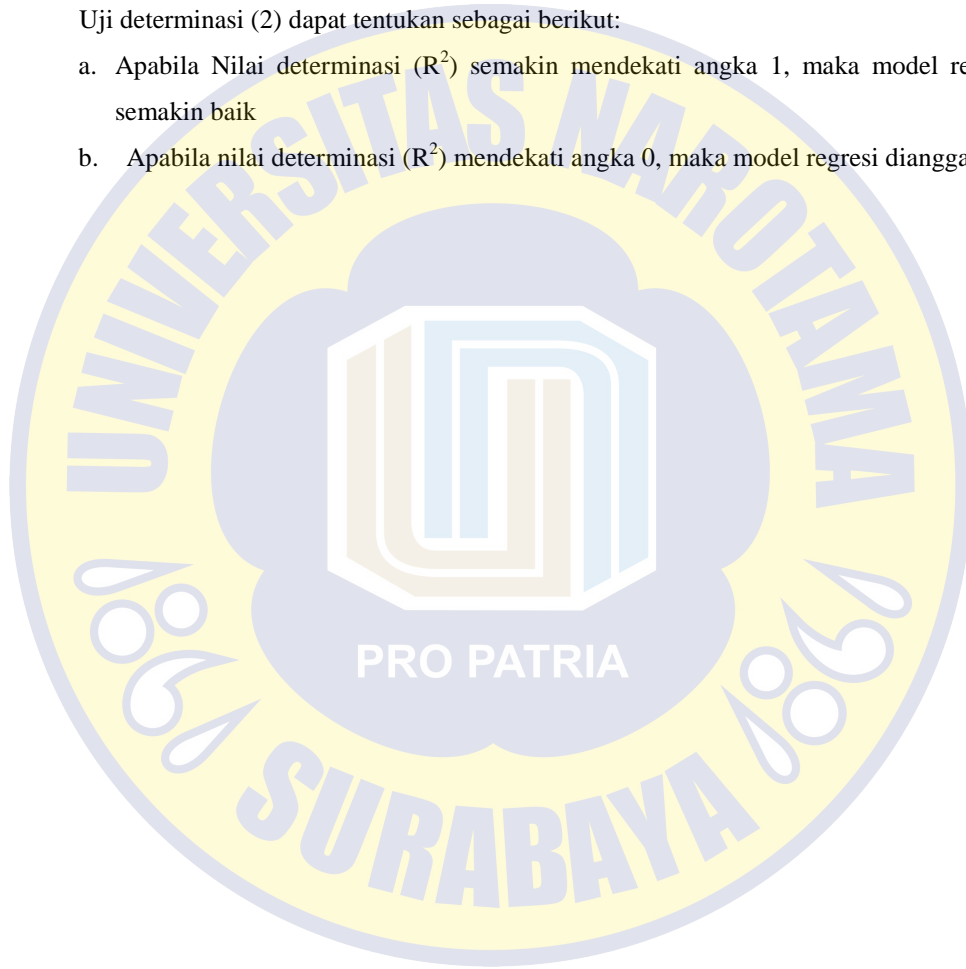 Uji determinasi (2) dapat tentukan sebagai berikut:
a. Apabila Nilai determinasi (R²) semakin mendekati angka 1, maka model re
semakin baik
b. Apabila nilai determinasi (R²) mendekati angka 0, maka model regresi diangga
UNIVERSITAS NAROTAMA
PRO PATRIA
SURABAYA